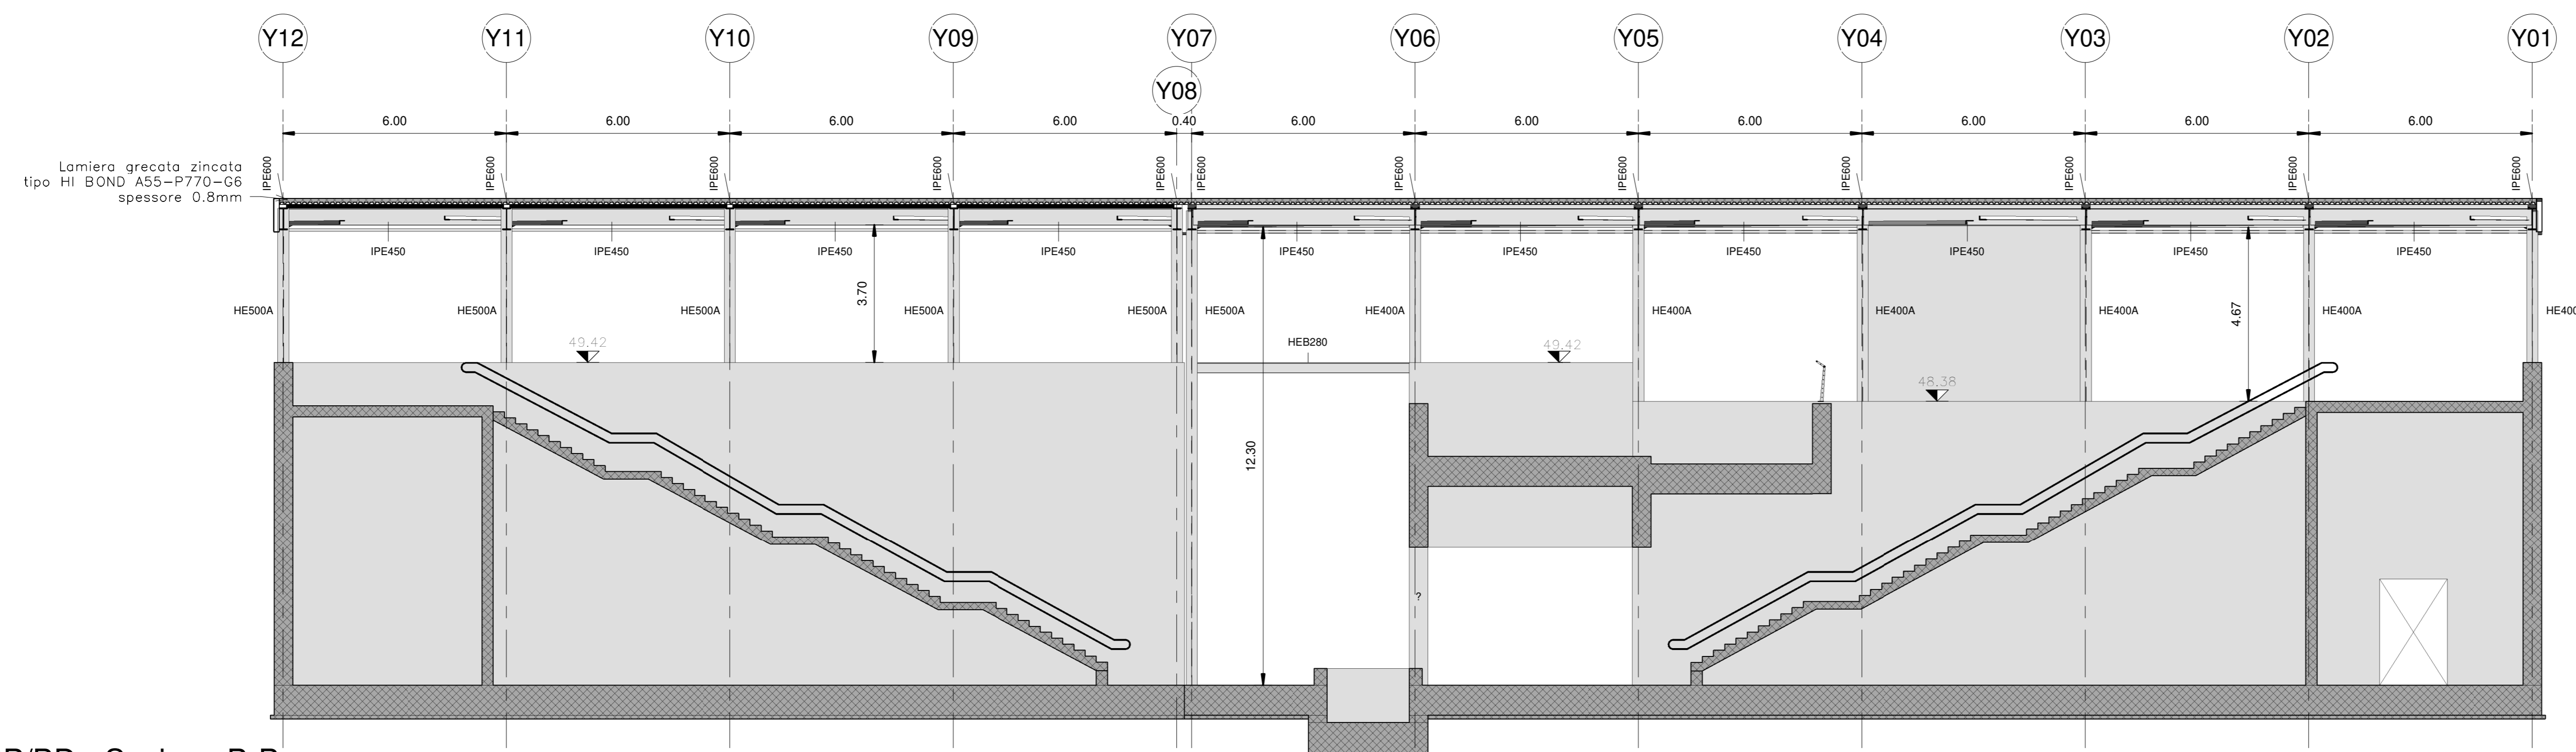 Y12 Y11 Y10 Y09 Y07 Y06 Y05 Y04 Y03 Y02 Y01
Y08
6.00 6.00 6.00 6.00 0.40 6.00 6.00 6.00 6.00 6.00 6.00
Lamiera grecata zincata
tipo HI BOND A55-P770-G6
spessore 0.8mm
IPE600 IPE600 IPE600 IPE600 IPE600 IPE600 IPE600 IPE600 IPE600 IPE600 IPE600 IPE600
IPE450 IPE450 IPE450 IPE450 IPE450 IPE450 IPE450 IPE450 IPE450 IPE450
3.70
HE500A HE500A HE500A HE500A HE500A HE500A HE400A HE400A HE400A HE400A HE400A HE400
4.67
49.42
HEB280
49.42
48.38
12.30
?